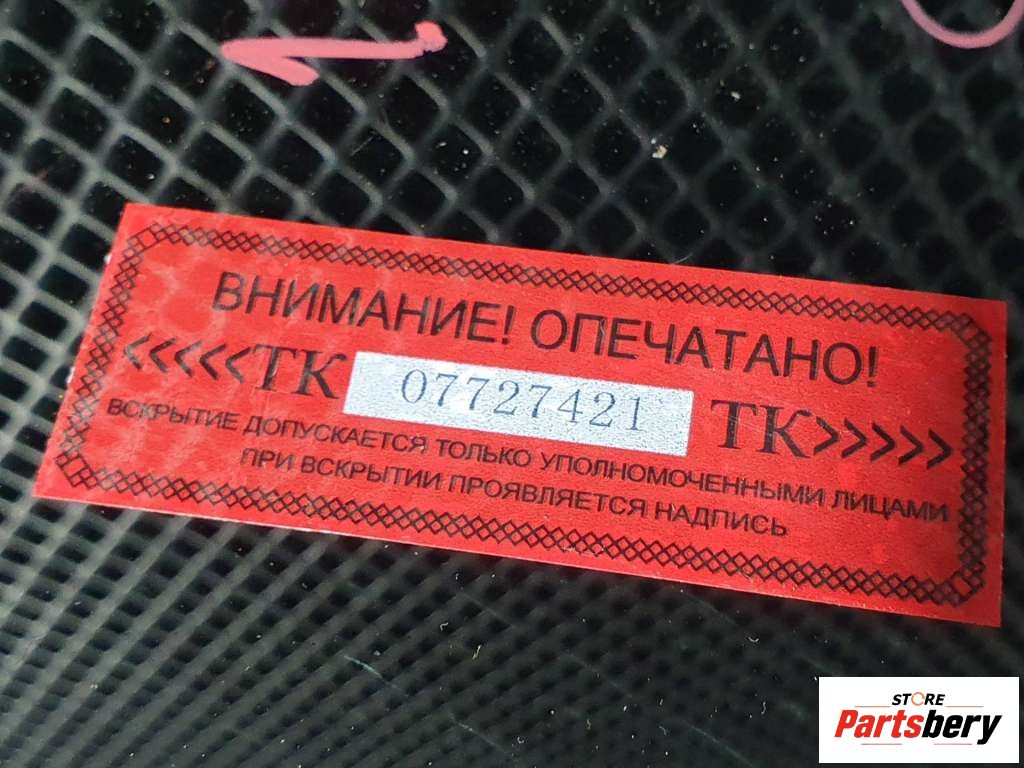 ВНИМАНИЕ! ОПЕЧАТАНО!
<<<<<ТК 07727421 ТК>>>>>
ВСКРЫТИЕ ДОПУСКАЕТСЯ ТОЛЬКО УПОЛНОМОЧЕННЫМИ ЛИЦАМИ
ПРИ ВСКРЫТИИ ПРОЯВЛЯЕТСЯ НАДПИСЬ
STORE
Partsbery